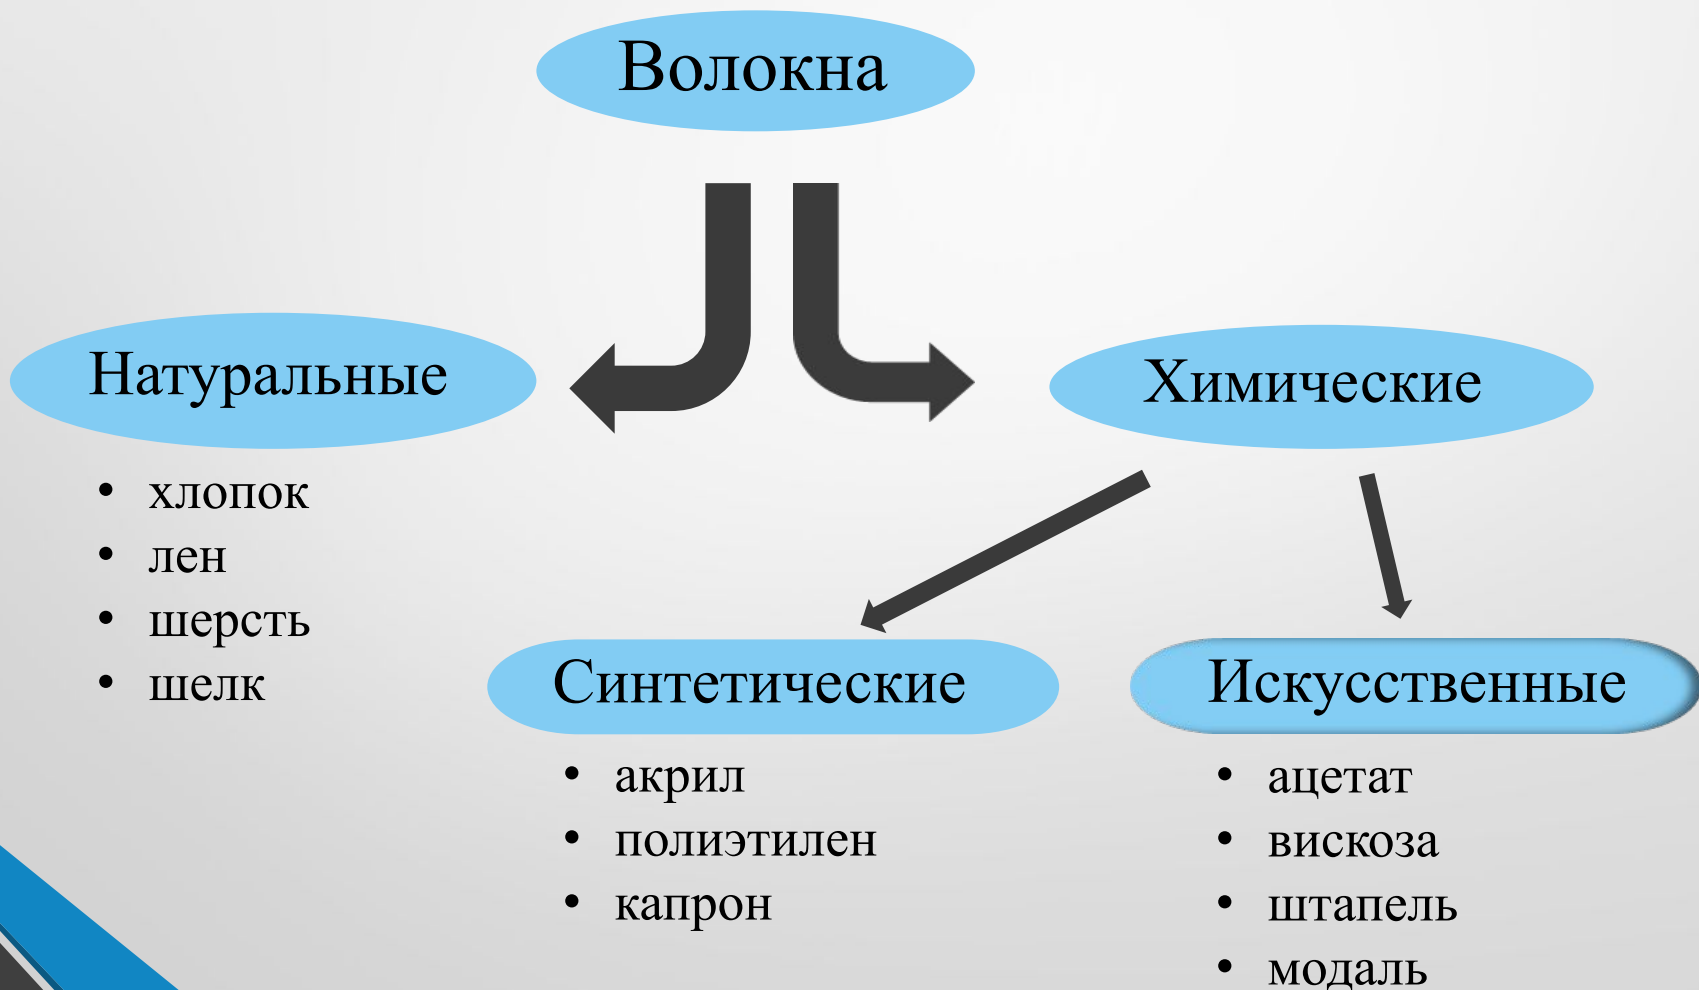 Волокна
Натуральные
Химические
• хлопок
• лен
• шерсть
• шелк
Синтетические
Искусственные
• акрил
• полиэтилен
• капрон
• ацетат
• вискоза
• штапель
• модаль